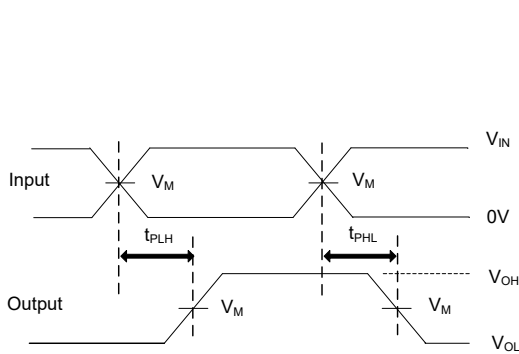 V_IN
Input
V_M
V_M
0V
t_PLH
t_PHL
V_OH
Output
V_M
V_M
V_OL